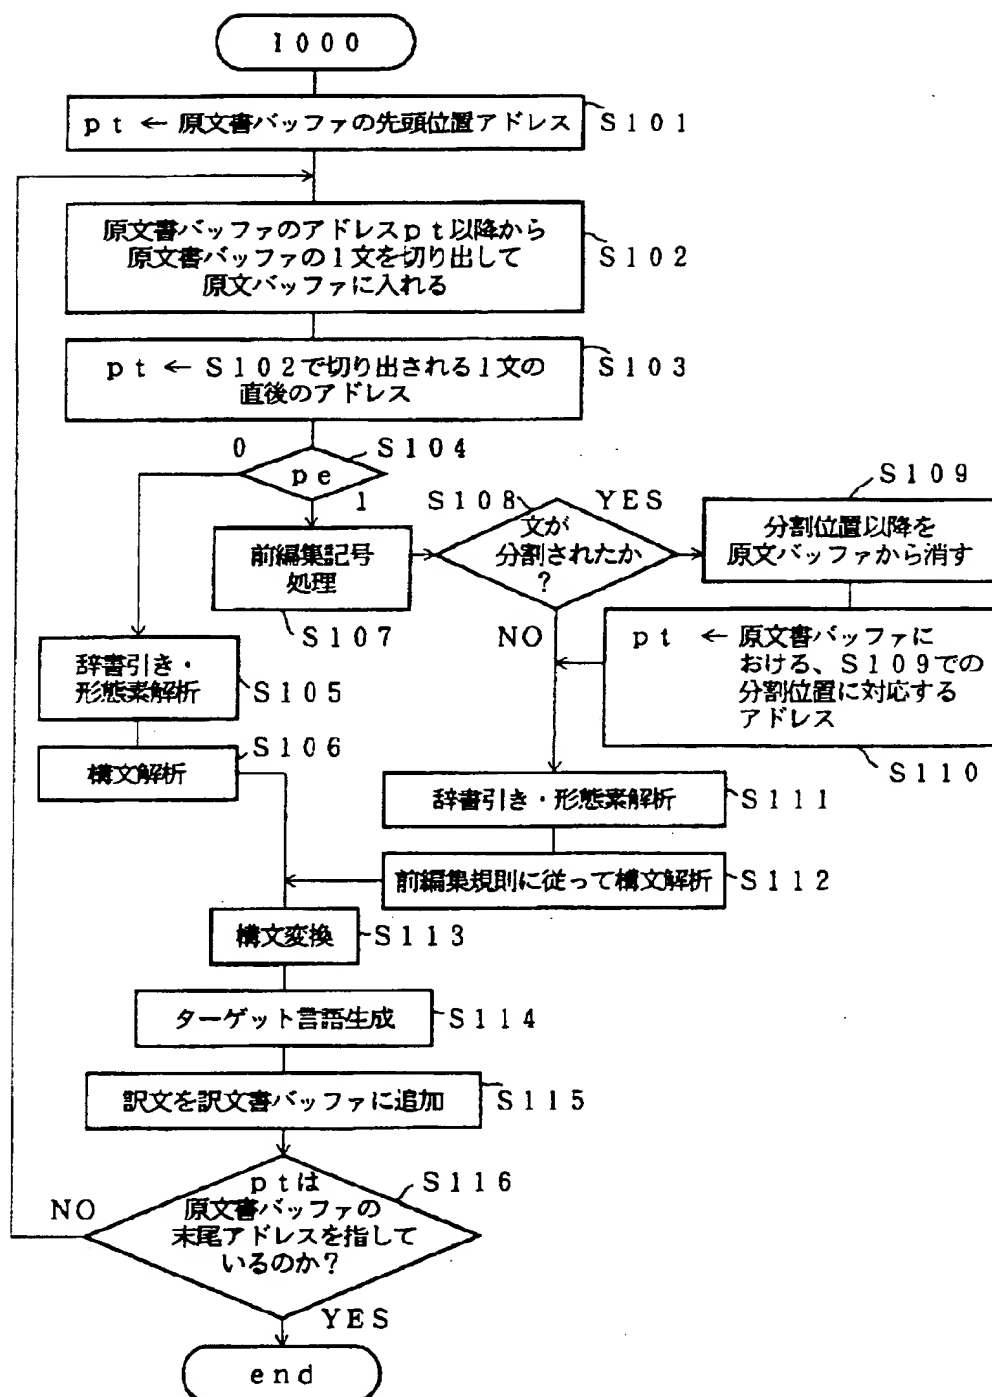 1000
pt ← 原文書バッファの先頭位置アドレス
S101
原文書バッファのアドレスpt以降から
原文書バッファの1文を切り出して
原文バッファに入れる
S102
pt ← S102で切り出される1文の
直後のアドレス
S103
0
S104
pe
1
前編集記号
処理
S107
S108
YES
文が
分割されたか
?
NO
S109
分割位置以降を
原文バッファから消す
pt ← 原文書バッファに
おける、S109での
分割位置に対応する
アドレス
S110
辞書引き・
形態素解析
S105
S106
構文解析
辞書引き・形態素解析
S111
前編集規則に従って構文解析
S112
構文変換
S113
ターゲット言語生成
S114
訳文を訳文書バッファに追加
S115
S116
NO
ptは
原文書バッファの
末尾アドレスを指して
いるのか?
YES
end